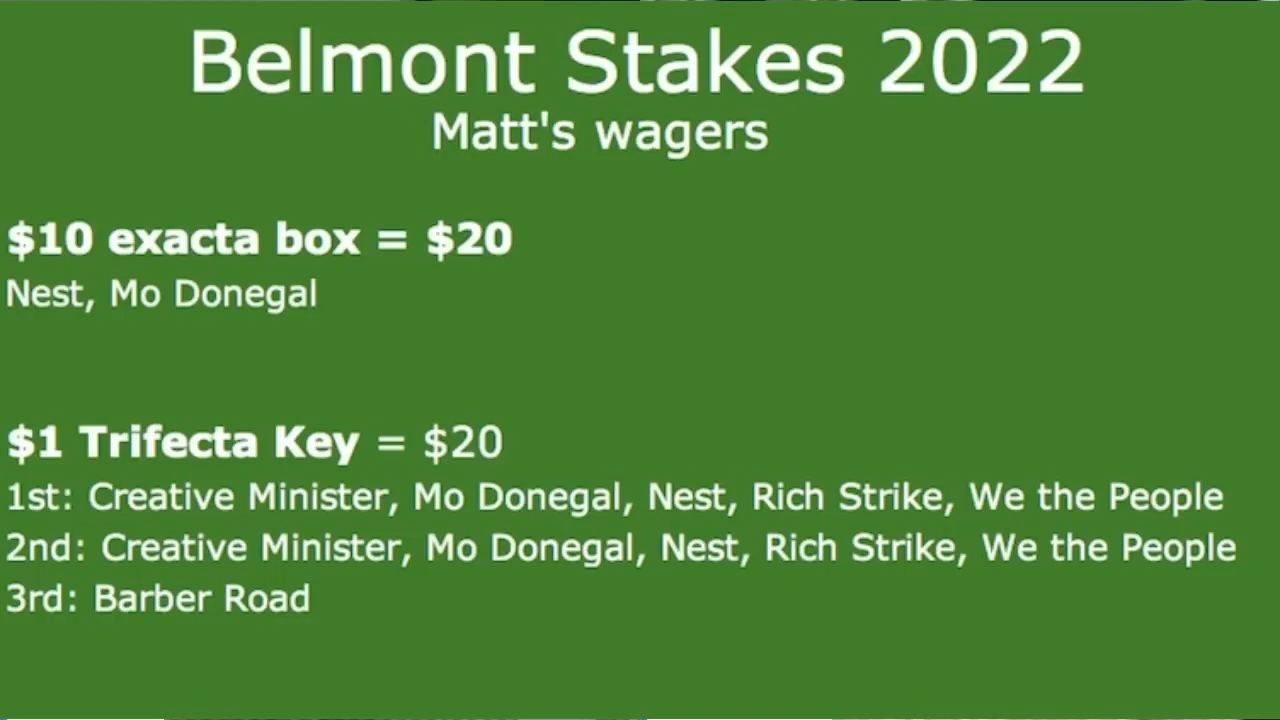 Belmont Stakes 2022
Matt's wagers
$10 exacta box = $20
Nest, Mo Donegal
$1 Trifecta Key = $20
1st: Creative Minister, Mo Donegal, Nest, Rich Strike, We the People
2nd: Creative Minister, Mo Donegal, Nest, Rich Strike, We the People
3rd: Barber Road